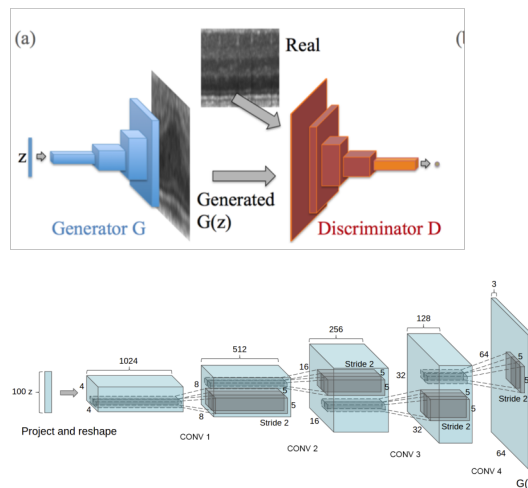 (a)
Real
(b
z
Generated
G(z)
Generator G
Discriminator D
3
128
256
512
1024
64
5
5
Stride 2
16
5
5
Stride 2
32
8
5
5
4
100 z
4
8
Stride 2
16
5
5
Stride 2
32
64
Project and reshape
CONV 1
CONV 2
CONV 3
CONV 4
G(